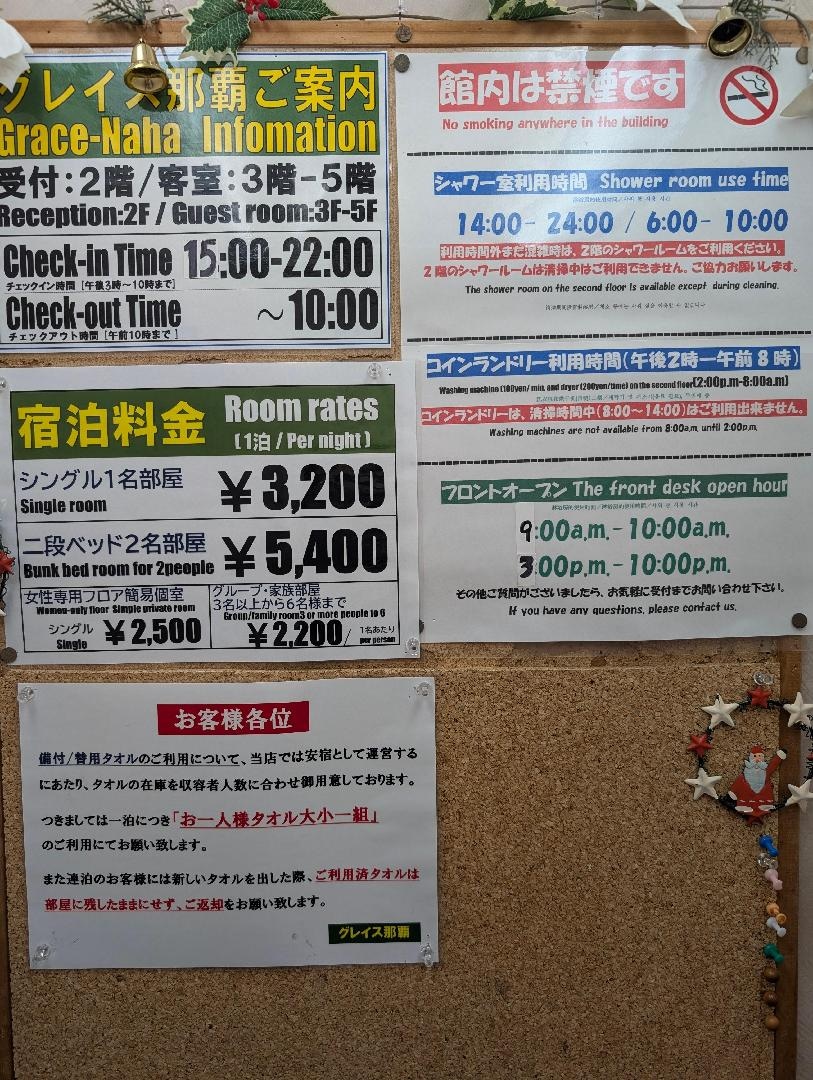 グレイス那覇ご案内
Grace-Naha Infomation
受付:2階/客室:3階-5階
Reception:2F / Guest room:3F-5F
Check-in Time 15:00-22:00
チェックイン時間 [午後3時~10時まで]
Check-out Time ~10:00
チェックアウト時間 [午前10時まで]
宿泊料金 Room rates
(1泊 / Per night)
シングル1名部屋
Single room ¥3,200
二段ベッド2名部屋
Bunk bed room for 2people ¥5,400
女性専用フロア簡易個室
Women-only floor Simple private room
シングル
Single ¥2,500
グループ・家族部屋
3名以上から6名様まで
Group/family room3 or more people to 6
¥2,200/ 1名あたり
per person
お客様各位
備付/替用タオルのご利用について、当店では安宿として運営する
にあたり、タオルの在庫を収容者人数に合わせ御用意しております。
つきましては一泊につき「お一人様タオル大小一組」
のご利用にてお願い致します。
また連泊のお客様には新しいタオルを出した際、ご利用済タオルは
部屋に残したままにせず、ご返却をお願い致します。
グレイス那覇
館内は禁煙です
No smoking anywhere in the building
シャワー室利用時間 Shower room use time
14:00- 24:00 / 6:00- 10:00
利用時間外また混雑時は、2階のシャワールームをご利用ください。
2階のシャワールームは清掃中はご利用できません。ご協力お願いします。
The shower room on the second floor is available except during cleaning.
コインランドリー利用時間(午後2時ー午前8時)
Washing machine (100yen/ min, and dryer (200yen/time) on the second floor(2:00p.m-8:00a.m)
コインランドリーは、清掃時間中(8:00~14:00)はご利用出来ません。
Washing machines are not available from 8:00a.m. until 2:00p.m.
フロントオープン The front desk open hour
9:00a.m.- 10:00a.m.
3:00p.m.- 10:00p.m.
その他ご質問がございましたら、お気軽に受付までお問い合わせ下さい。
If you have any questions, please contact us.